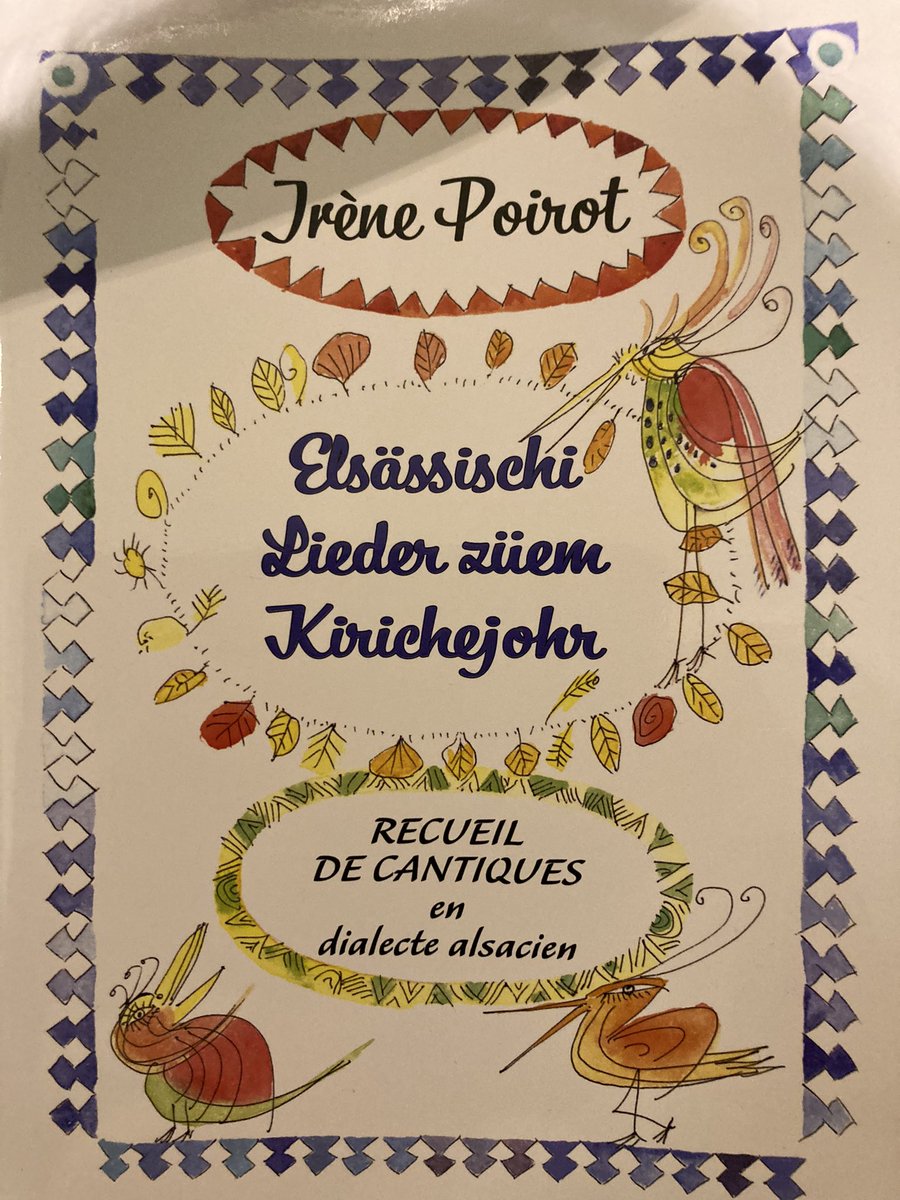 Irène Poirot
Elsässischi
Lieder züem
Kirichejohr
RECUEIL
DE CANTIQUES
en
dialecte alsacien